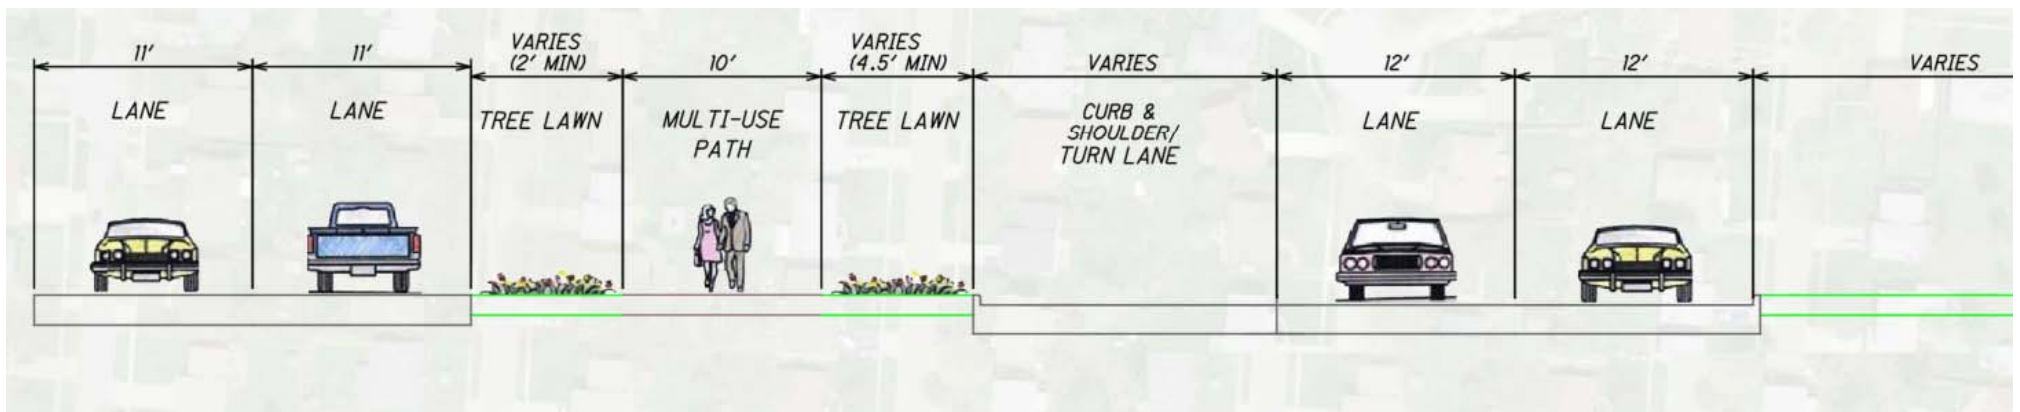 11'
LANE
11'
LANE
VARIES
(2' MIN)
TREE LAWN
10'
MULTI-USE
PATH
VARIES
(4.5' MIN)
TREE LAWN
VARIES
CURB &
SHOULDER/
TURN LANE
12'
LANE
12'
LANE
VARIES